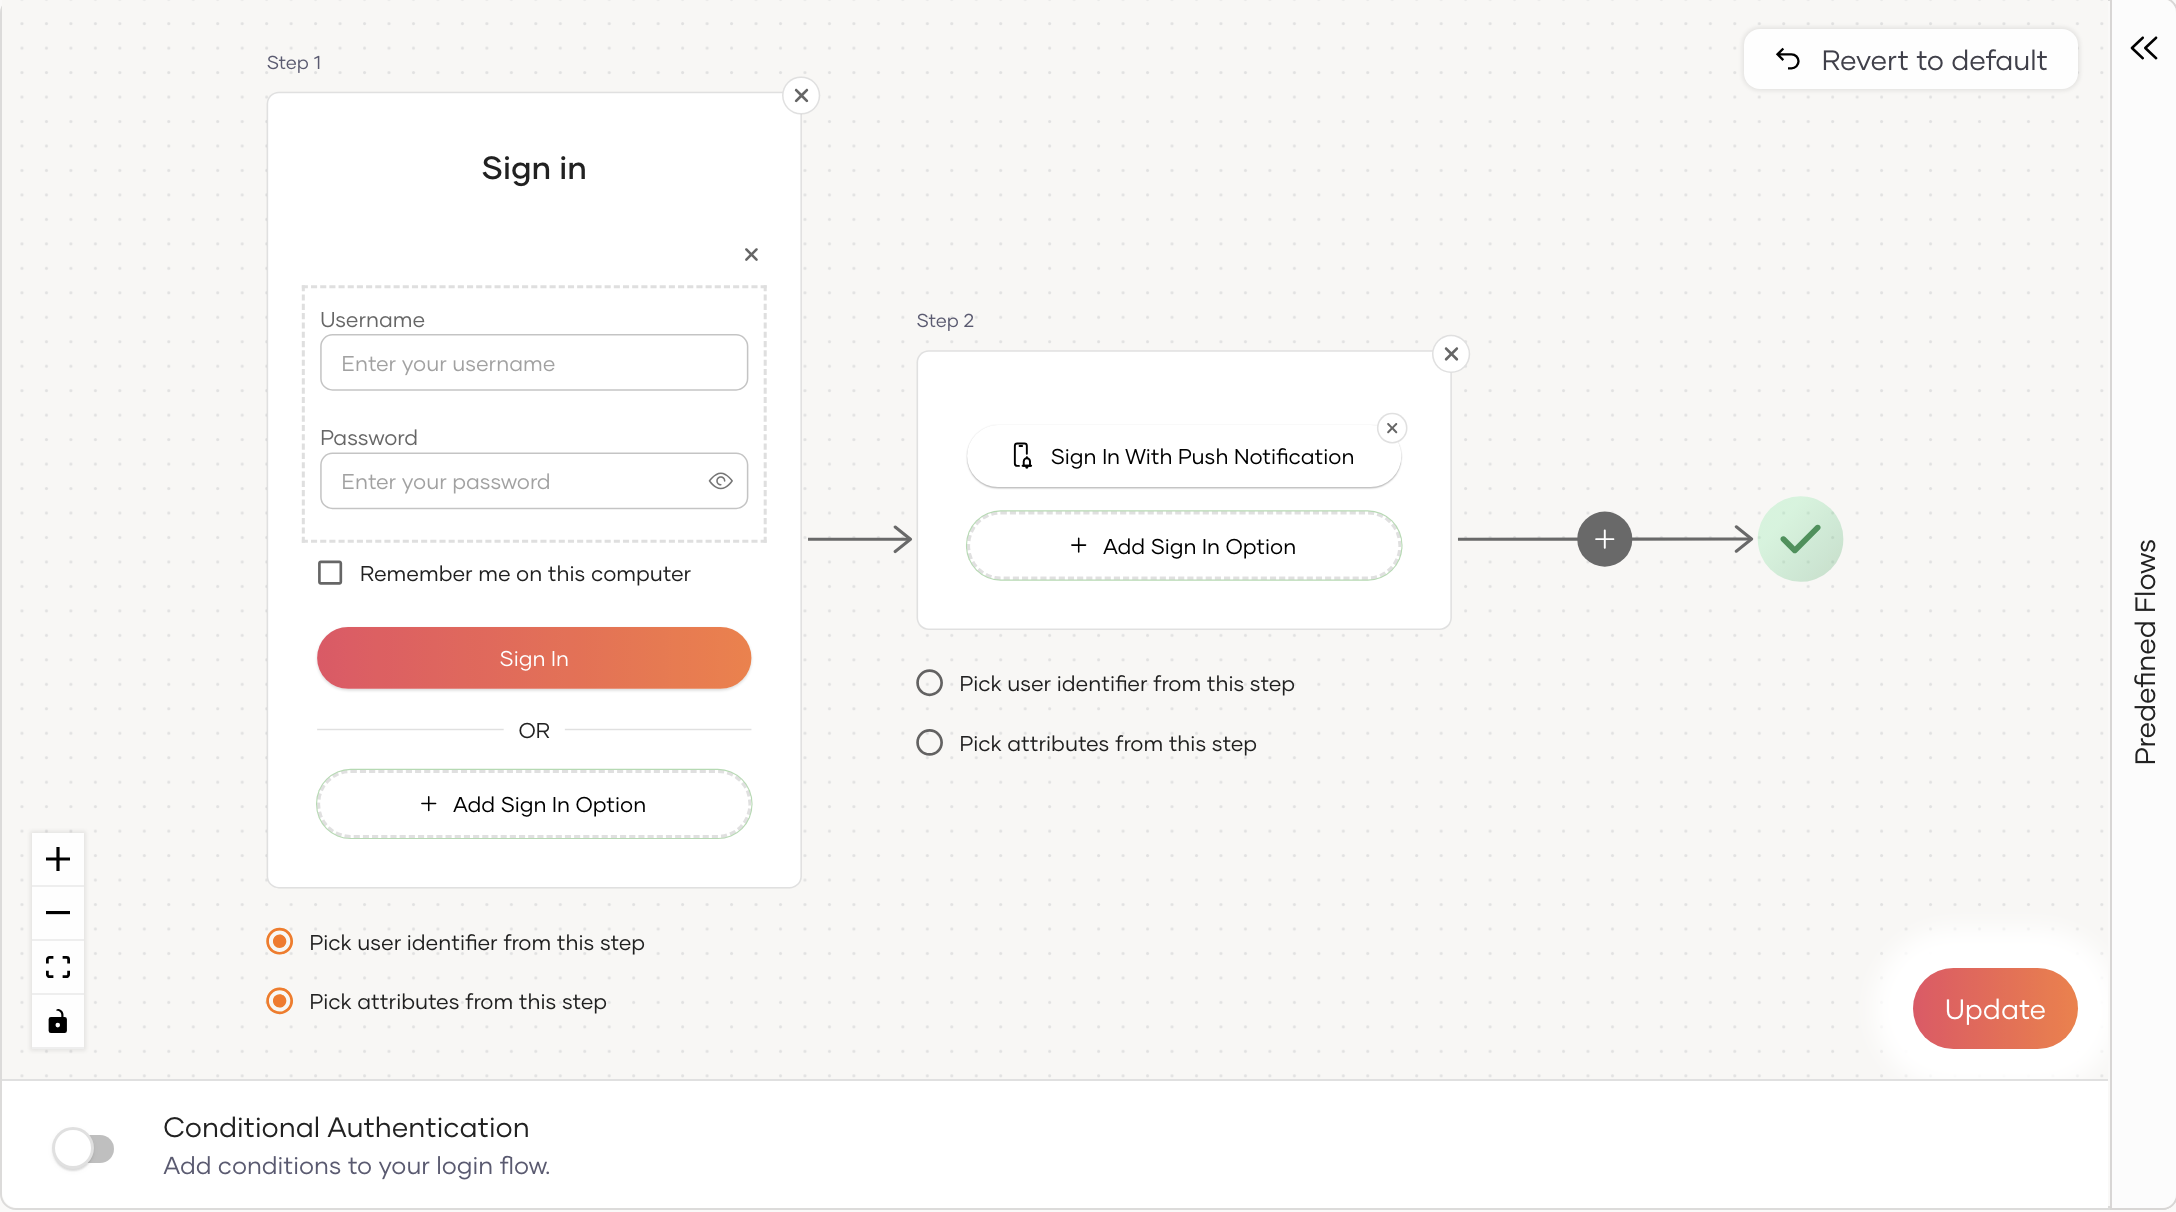 Step 1
Revert to default
Sign in
Username
Enter your username
Password
Enter your password
Remember me on this computer
Sign In
OR
Add Sign In Option
Pick user identifier from this step
Pick attributes from this step
Step 2
Sign In With Push Notification
Add Sign In Option
Pick user identifier from this step
Pick attributes from this step
Predefined Flows
Update
Conditional Authentication
Add conditions to your login flow.